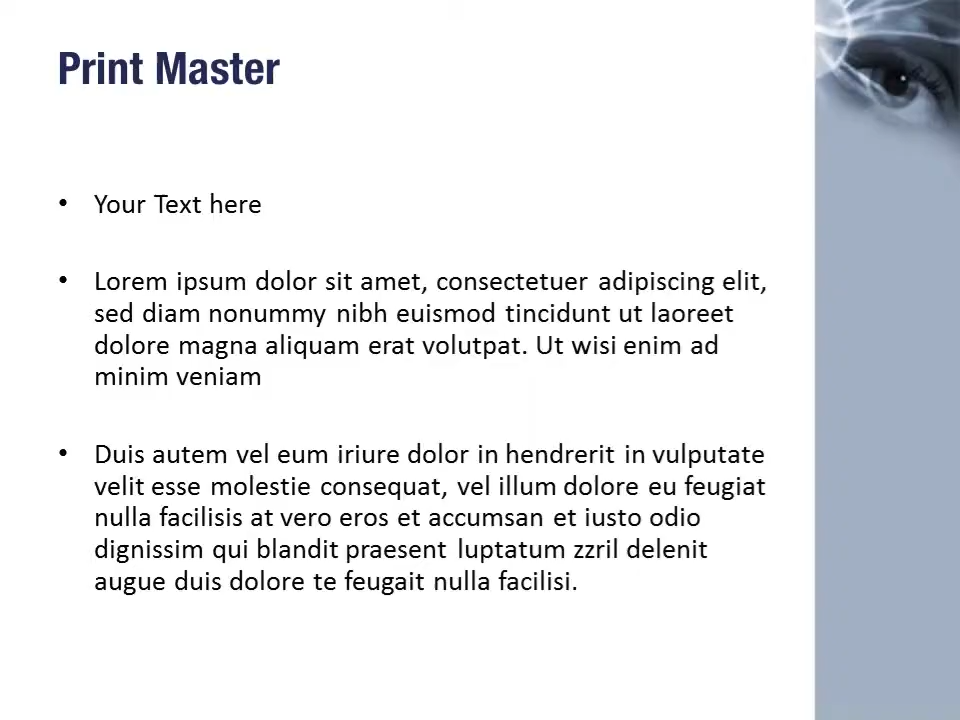 Print Master
• Your Text here
• Lorem ipsum dolor sit amet, consectetuer adipiscing elit,
sed diam nonummy nibh euismod tincidunt ut laoreet
dolore magna aliquam erat volutpat. Ut wisi enim ad
minim veniam
• Duis autem vel eum iriure dolor in hendrerit in vulputate
velit esse molestie consequat, vel illum dolore eu feugiat
nulla facilisis at vero eros et accumsan et iusto odio
dignissim qui blandit praesent luptatum zzril delenit
augue duis dolore te feugait nulla facilisi.